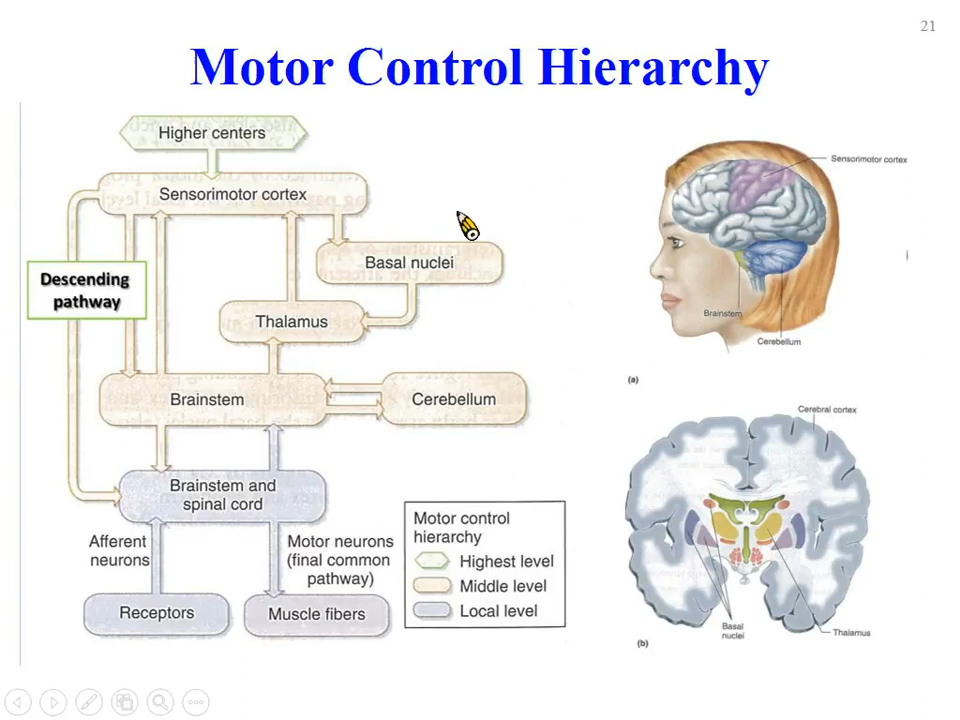 21
Motor Control Hierarchy
Higher centers
Sensorimotor cortex
Basal nuclei
Descending
pathway
Thalamus
Brainstem
Cerebellum
Brainstem and
spinal cord
Afferent
neurons
Motor neurons
(final common
pathway)
Receptors
Muscle fibers
Motor control
hierarchy
Highest level
Middle level
Local level
Sensorimotor cortex
Brainstem
Cerebellum
(a)
Cerebral cortex
Basal
nuclei
Thalamus
(b)